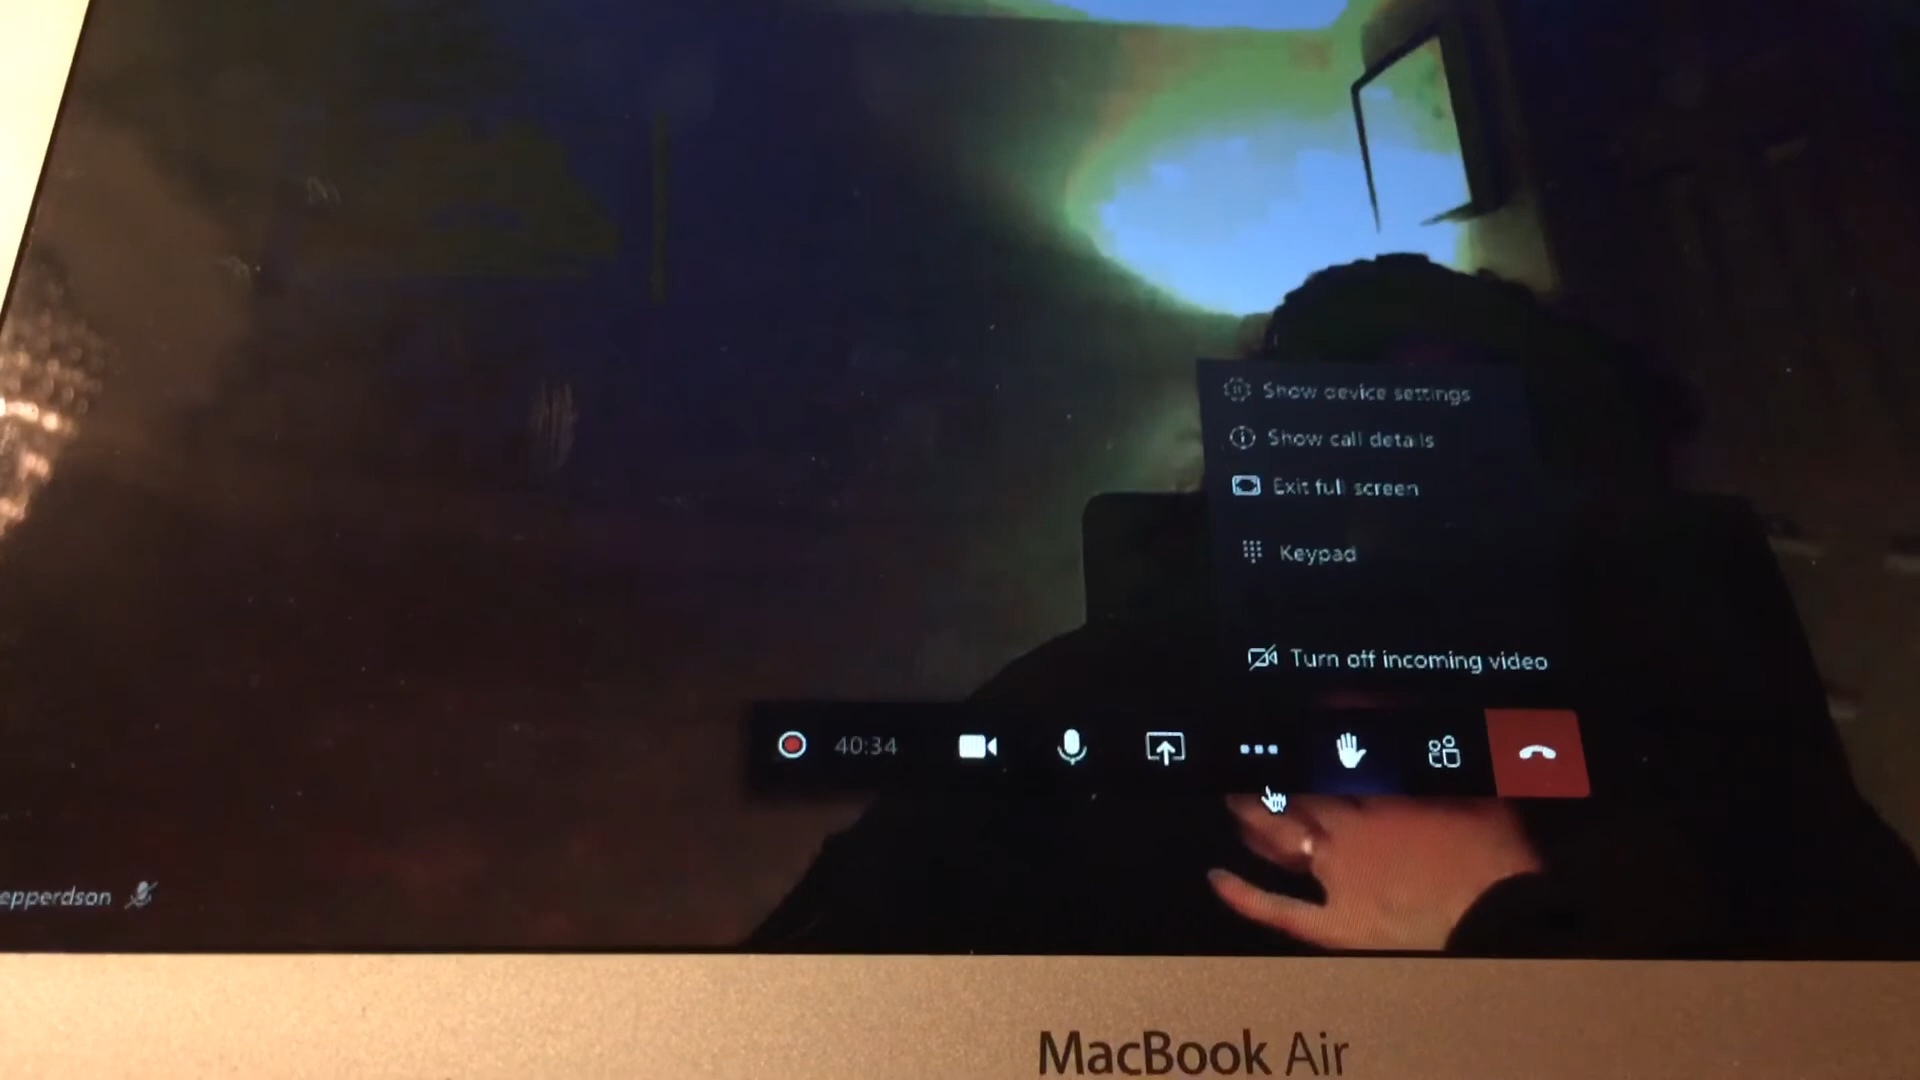 Show device settings
Show call details
Exit full screen
Keypad
Turn off incoming video
40:34
epperdson
MacBook Air